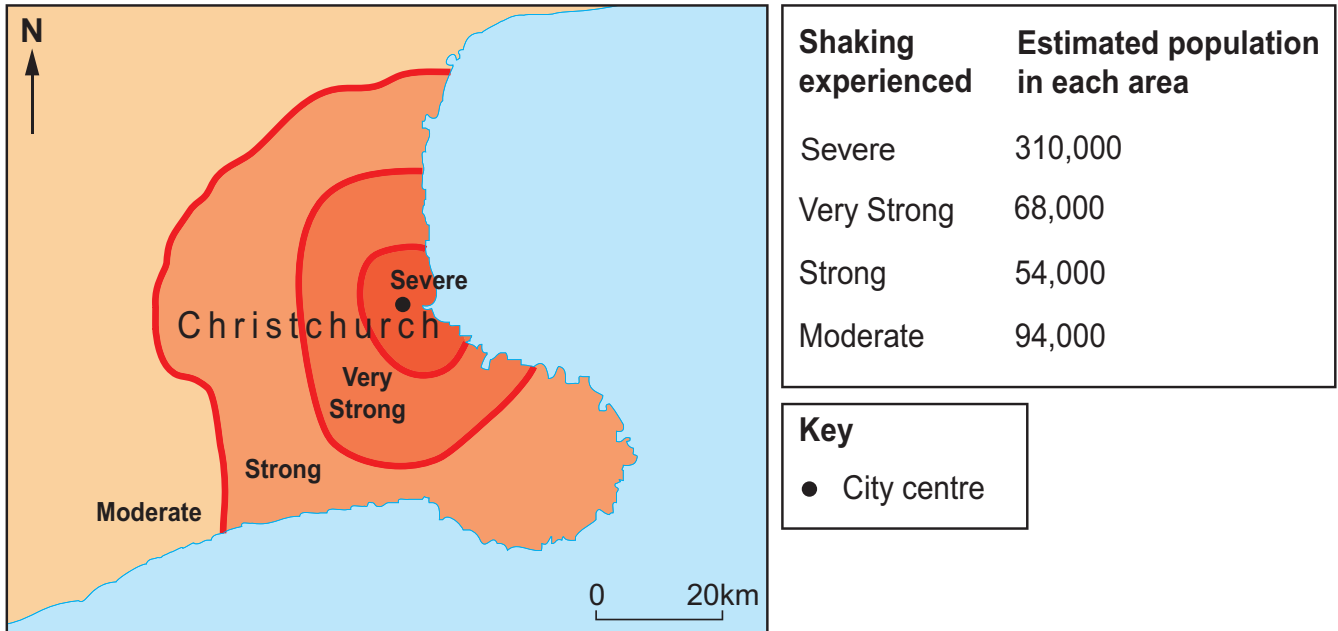 N
Severe
Christchurch
Very
Strong
Strong
Moderate
0 20km
Shaking experienced Estimated population in each area
Severe 310,000
Very Strong 68,000
Strong 54,000
Moderate 94,000
Key
City centre